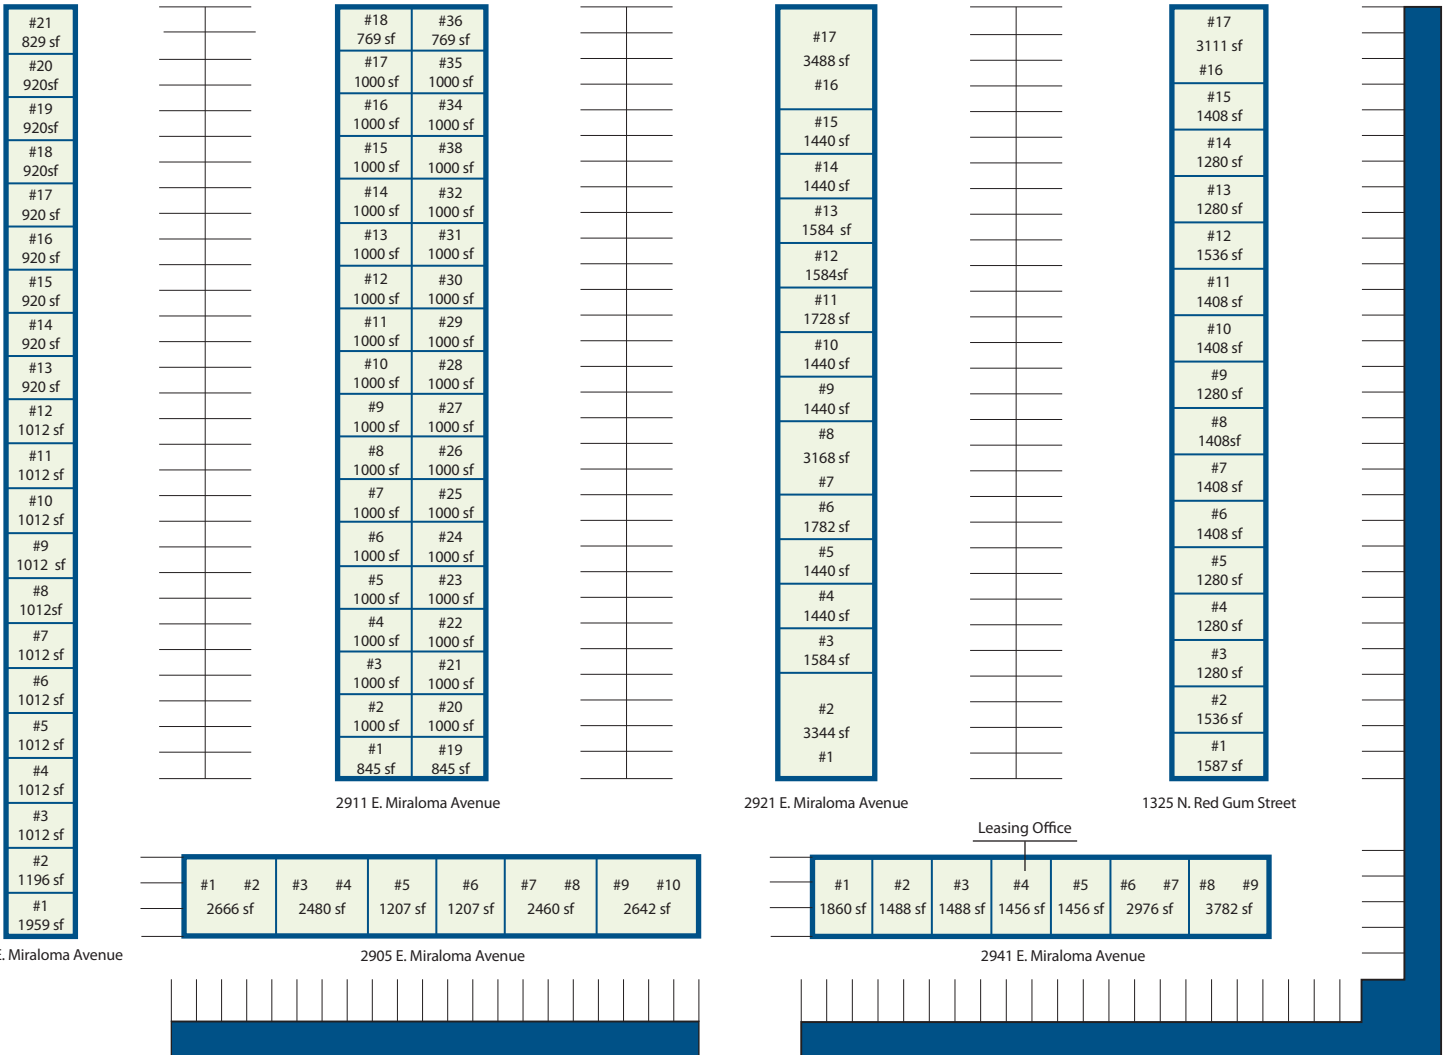 #21
829 sf
#20
920sf
#19
920sf
#18
920sf
#17
920 sf
#16
920 sf
#15
920 sf
#14
920 sf
#13
920 sf
#12
1012 sf
#11
1012 sf
#10
1012 sf
#9
1012 sf
#8
1012sf
#7
1012 sf
#6
1012 sf
#5
1012 sf
#4
1012 sf
#3
1012 sf
#2
1196 sf
#1
1959 sf
E. Miraloma Avenue
#18 #36
769 sf 769 sf
#17 #35
1000 sf 1000 sf
#16 #34
1000 sf 1000 sf
#15 #38
1000 sf 1000 sf
#14 #32
1000 sf 1000 sf
#13 #31
1000 sf 1000 sf
#12 #30
1000 sf 1000 sf
#11 #29
1000 sf 1000 sf
#10 #28
1000 sf 1000 sf
#9 #27
1000 sf 1000 sf
#8 #26
1000 sf 1000 sf
#7 #25
1000 sf 1000 sf
#6 #24
1000 sf 1000 sf
#5 #23
1000 sf 1000 sf
#4 #22
1000 sf 1000 sf
#3 #21
1000 sf 1000 sf
#2 #20
1000 sf 1000 sf
#1 #19
845 sf 845 sf
2911 E. Miraloma Avenue
#17
3488 sf
#16
#15
1440 sf
#14
1440 sf
#13
1584 sf
#12
1584sf
#11
1728 sf
#10
1440 sf
#9
1440 sf
#8
3168 sf
#7
#6
1782 sf
#5
1440 sf
#4
1440 sf
#3
1584 sf
#2
3344 sf
#1
2921 E. Miraloma Avenue
#17
3111 sf
#16
#15
1408 sf
#14
1280 sf
#13
1280 sf
#12
1536 sf
#11
1408 sf
#10
1408 sf
#9
1280 sf
#8
1408sf
#7
1408 sf
#6
1408 sf
#5
1280 sf
#4
1280 sf
#3
1280 sf
#2
1536 sf
#1
1587 sf
1325 N. Red Gum Street
#1 #2 #3 #4 #5 #6 #7 #8 #9 #10
2666 sf 2480 sf 1207 sf 1207 sf 2460 sf 2642 sf
2905 E. Miraloma Avenue
Leasing Office
#1 #2 #3 #4 #5 #6 #7 #8 #9
1860 sf 1488 sf 1488 sf 1456 sf 1456 sf 2976 sf 3782 sf
2941 E. Miraloma Avenue